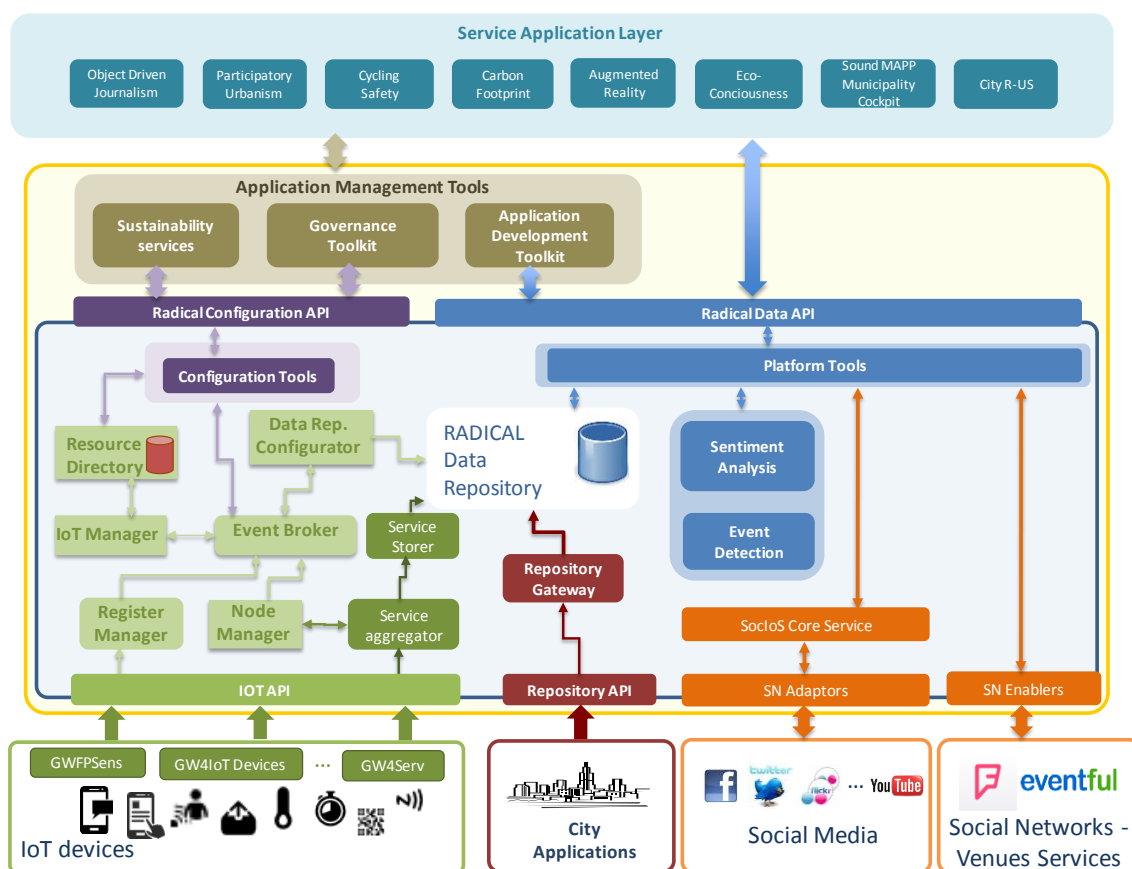 Service Application Layer
Object Driven
Journalism
Participatory
Urbanism
Cycling
Safety
Carbon
Footprint
Augmented
Reality
Eco-
Conciousness
Sound MAPP
Municipality
Cockpit
City R-US
Application Management Tools
Sustainability
services
Governance
Toolkit
Application
Development
Toolkit
Radical Configuration API
Radical Data API
Configuration Tools
Platform Tools
Resource
Directory
Data Rep.
Configurator
RADICAL
Data
Repository
Sentiment
Analysis
IoT Manager
Event Broker
Service
Storer
Event
Detection
Repository
Gateway
Register
Manager
Node
Manager
Service
aggregator
SocIoS Core Service
IOT API
Repository API
SN Adaptors
SN Enablers
GWFPSens
GW4IoT Devices
...
GW4Serv
IoT devices
City
Applications
f
twitter
flickr
...
YouTube
Social Media
eventful
Social Networks -
Venues Services